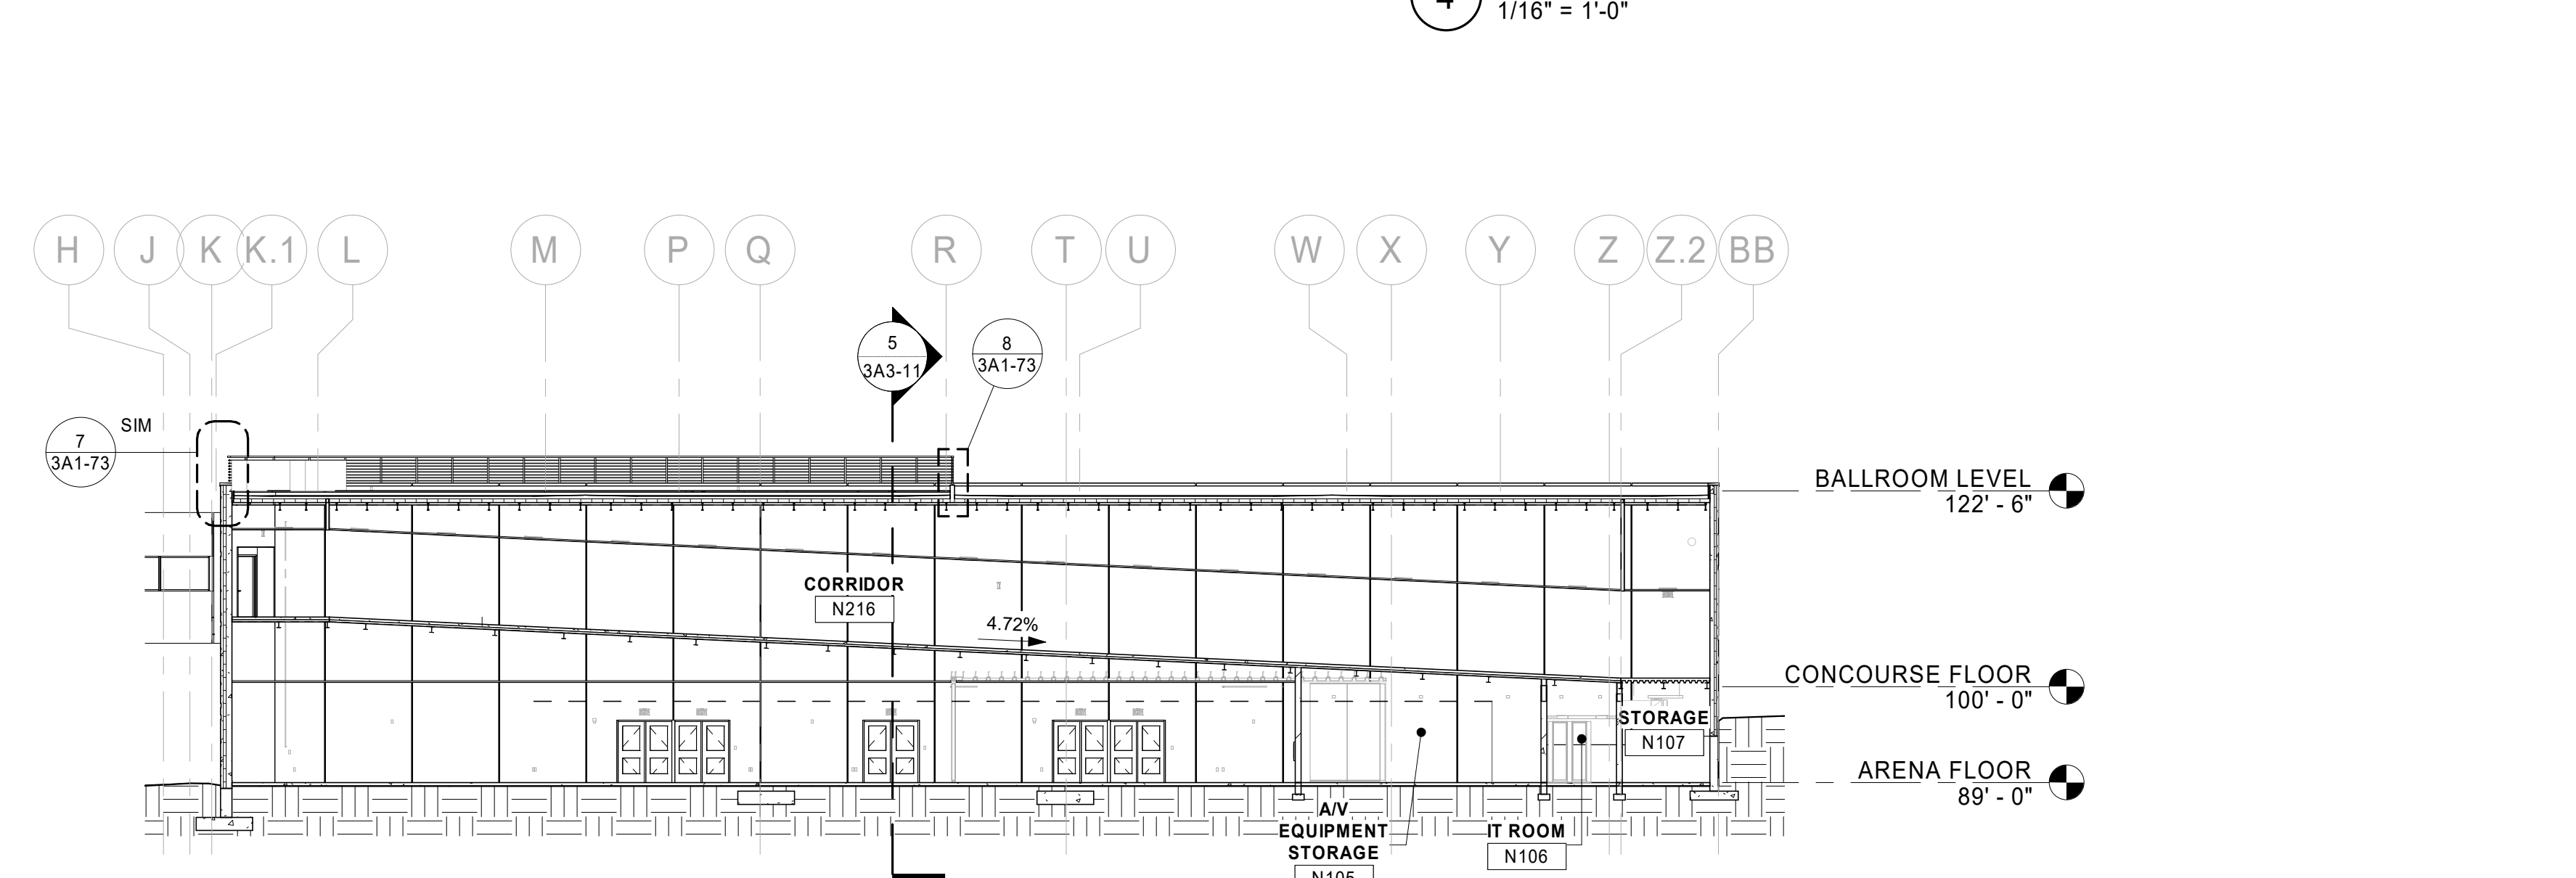 4
1/16" = 1'-0"
H
J
K
K.1
L
M
P
Q
R
T
U
W
X
Y
Z
Z.2
BB
5
3A3-11
8
3A1-73
7
3A1-73
SIM
BALLROOM LEVEL
122' - 6"
CORRIDOR
N216
4.72%
CONCOURSE FLOOR
100' - 0"
STORAGE
N107
ARENA FLOOR
89' - 0"
A/V
EQUIPMENT
STORAGE
N105
IT ROOM
N106